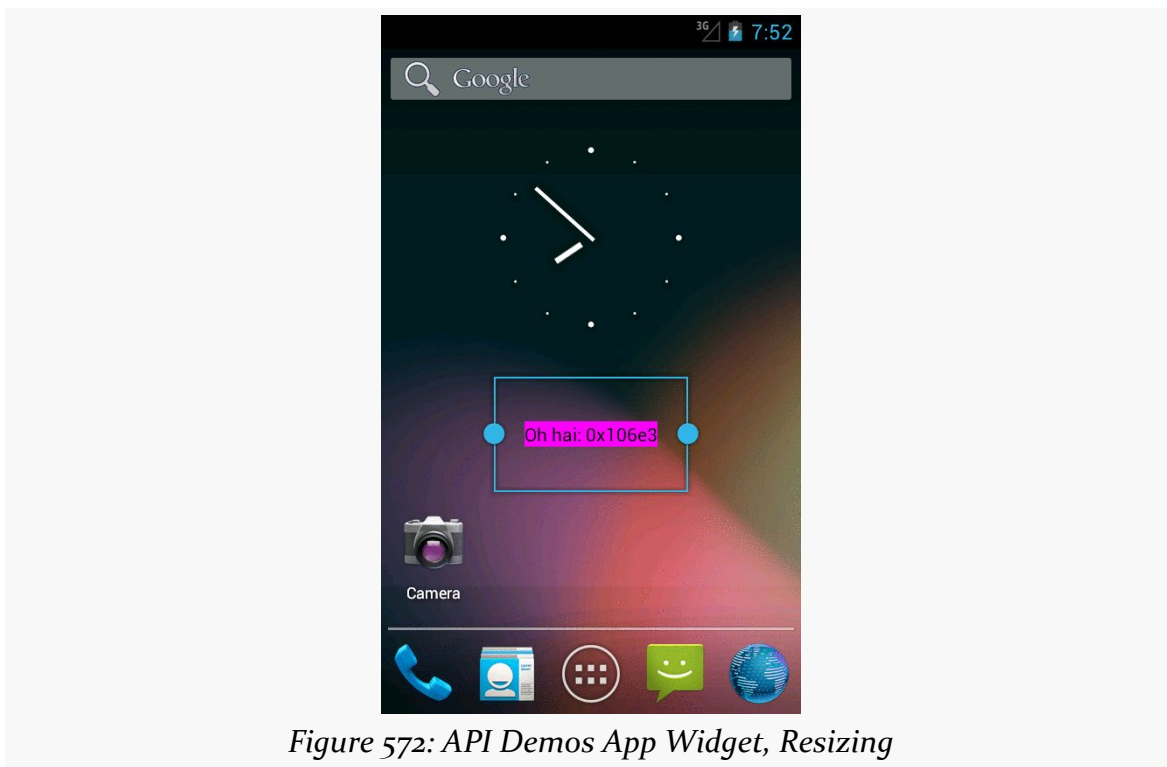 3G 7:52
Google
Oh hai: 0x106e3
Camera
Figure 572: API Demos App Widget, Resizing